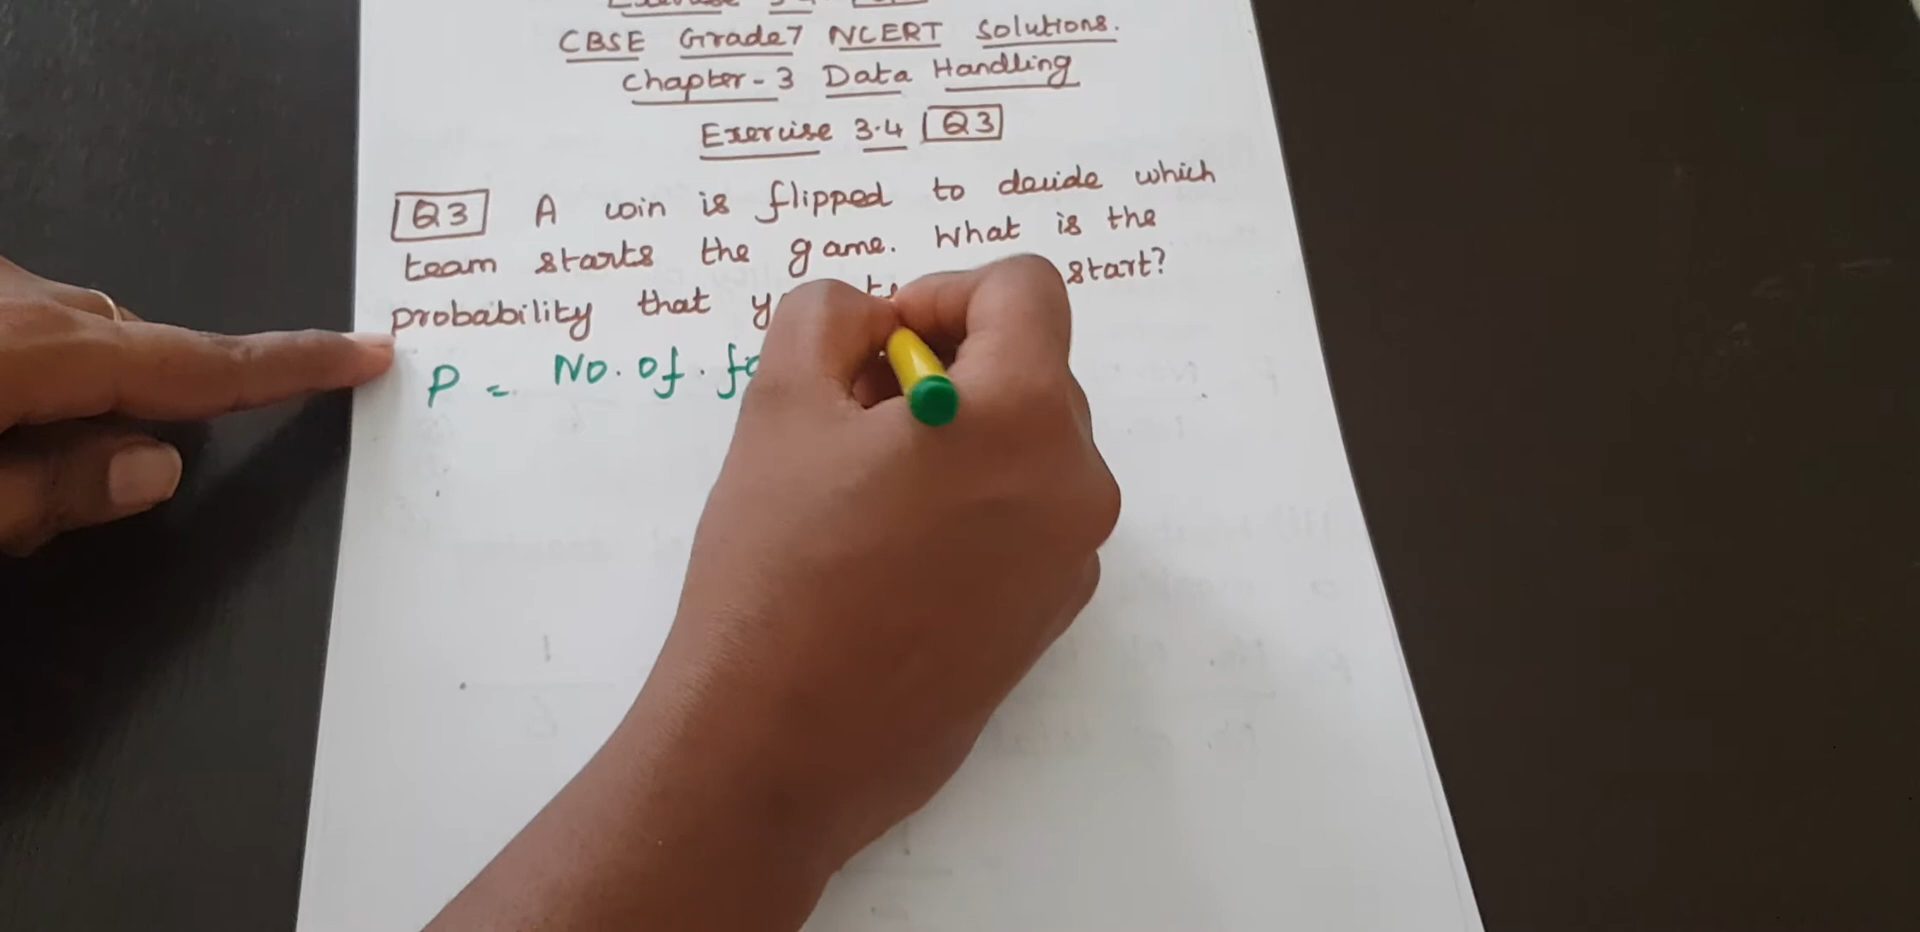 CBSE Grade7 NCERT Solutions.
Chapter-3 Data Handling
Exercise 3.4 Q3
Q3 A coin is flipped to decide which
team starts the game. What is the
probability that start?
P = No. of.